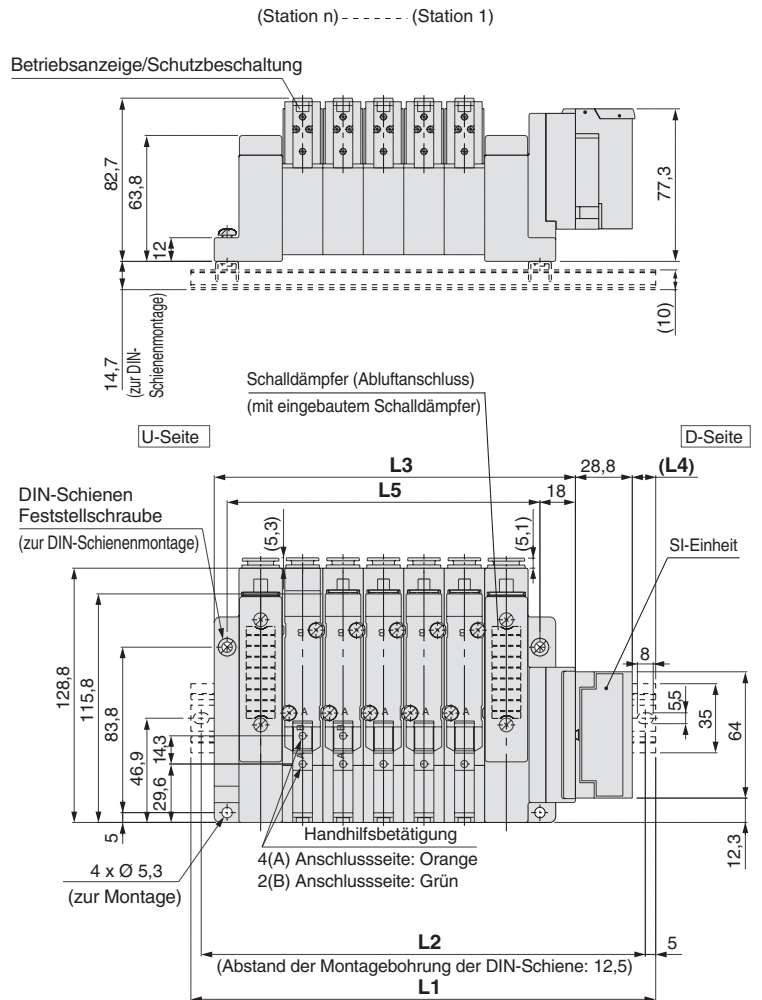 (Station n) - - - - - - - (Station 1)
Betriebsanzeige/Schutzbeschaltung
82,7
63,8
12
77,3
14,7
(zur DIN-
Schienenmontage)
(10)
Schalldämpfer (Abluftanschluss)
(mit eingebautem Schalldämpfer)
U-Seite
D-Seite
L3
28,8
(L4)
L5
18
DIN-Schienen
Feststellschraube
(zur DIN-Schienenmontage)
(5,3)
(5,1)
SI-Einheit
128,8
115,8
83,8
46,9
14,3
29,6
5
B
B
B
B
B
A
A
A
A
A
B
B
A
A
8
5,5
35
64
12,3
Handhilfsbetätigung
4(A) Anschlussseite: Orange
2(B) Anschlussseite: Grün
4 x Ø 5,3
(zur Montage)
L2
5
(Abstand der Montagebohrung der DIN-Schiene: 12,5)
L1